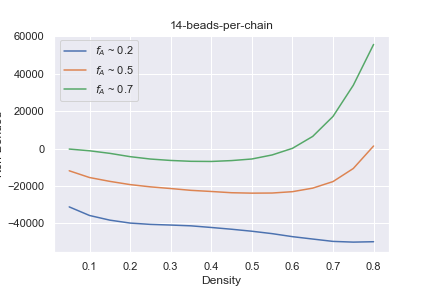 14-beads-per-chain
60000
40000
20000
0
−20000
−40000
f_A ~ 0.2
f_A ~ 0.5
f_A ~ 0.7
0.1 0.2 0.3 0.4 0.5 0.6 0.7 0.8
Density